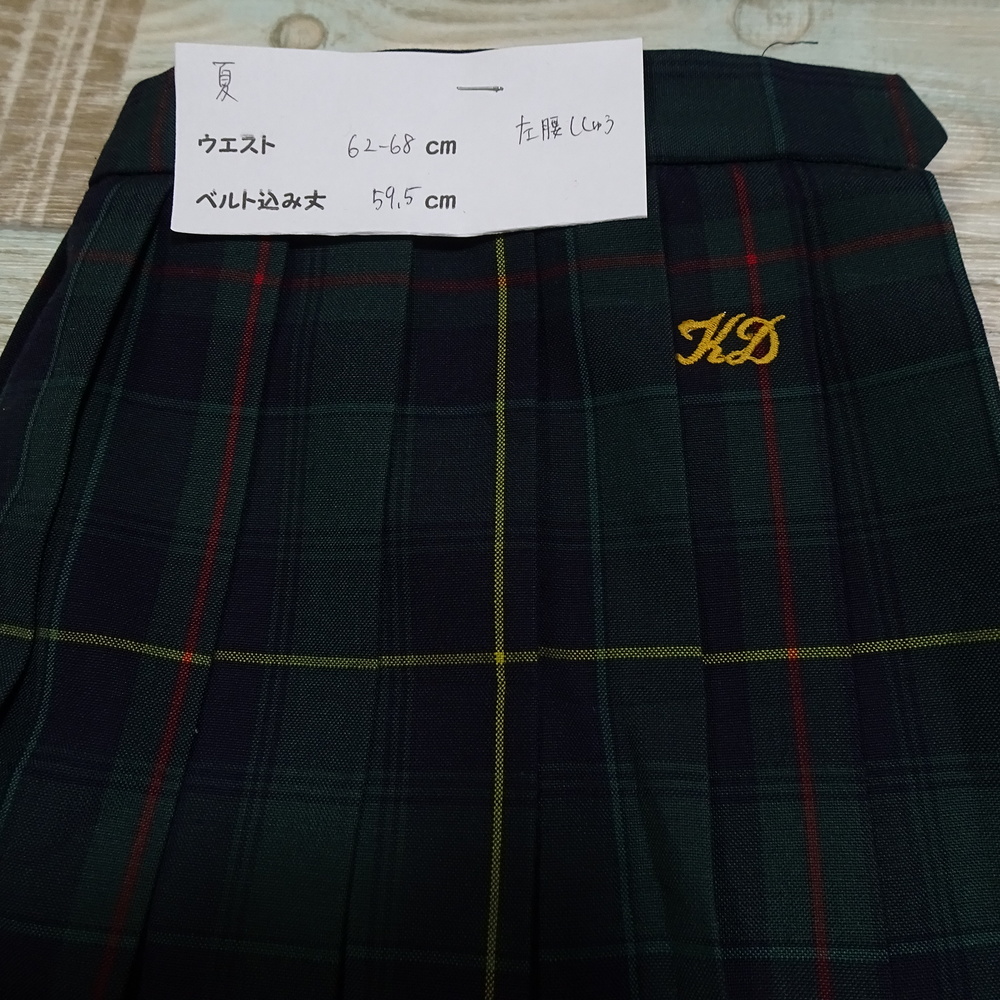 夏
左腰ししゅう
ウエスト 62-68 cm
ベルト込み丈 59.5 cm
KD